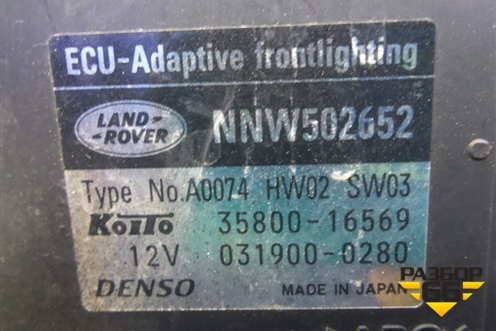 ECU-Adaptive frontlighting
LAND-
-ROVER
NNW502652
Type No.A0074 HW02 SW03
KOITO 35800-16569
12V 031900-0280
DENSO MADE IN JAPAN
РАЗБОР
66